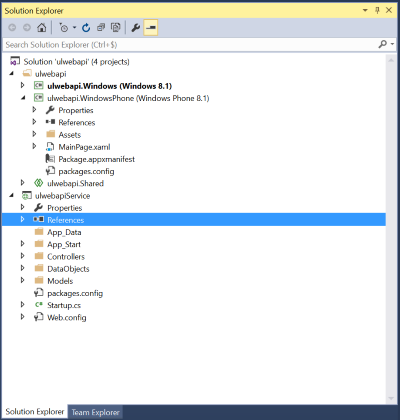 Solution Explorer
Search Solution Explorer (Ctrl+$)
Solution 'ulwebapi' (4 projects)
ulwebapi
ulwebapi.Windows (Windows 8.1)
ulwebapi.WindowsPhone (Windows Phone 8.1)
Properties
References
Assets
MainPage.xaml
Package.appxmanifest
packages.config
ulwebapi.Shared
ulwebapiService
Properties
References
App_Data
App_Start
Controllers
DataObjects
Models
packages.config
C# Startup.cs
Web.config
Solution Explorer Team Explorer